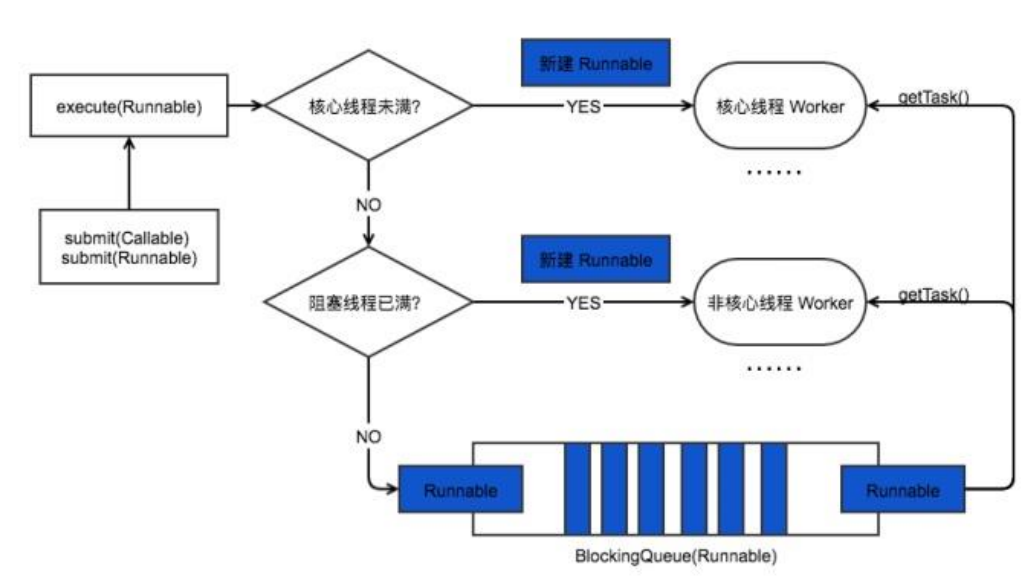 新建 Runnable
execute(Runnable)
核心线程未满?
YES
核心线程 Worker
getTask()
......
NO
submit(Callable)
submit(Runnable)
新建 Runnable
阻塞线程已满?
YES
非核心线程 Worker
getTask()
......
NO
Runnable
Runnable
BlockingQueue(Runnable)